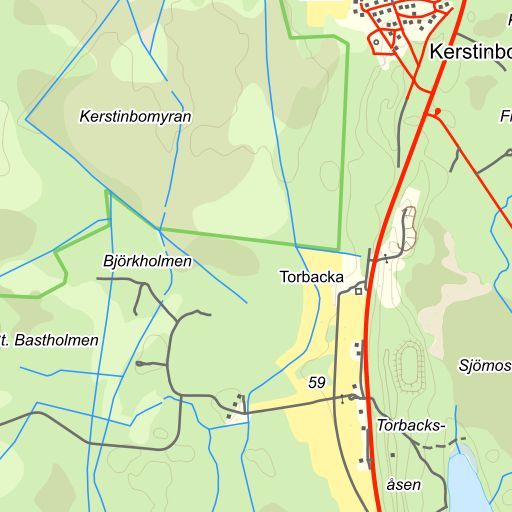 Kerstinbo
Kerstinbomyran
Björkholmen
Torbacka
t. Bastholmen
Sjömos
59
Torbacks-
åsen